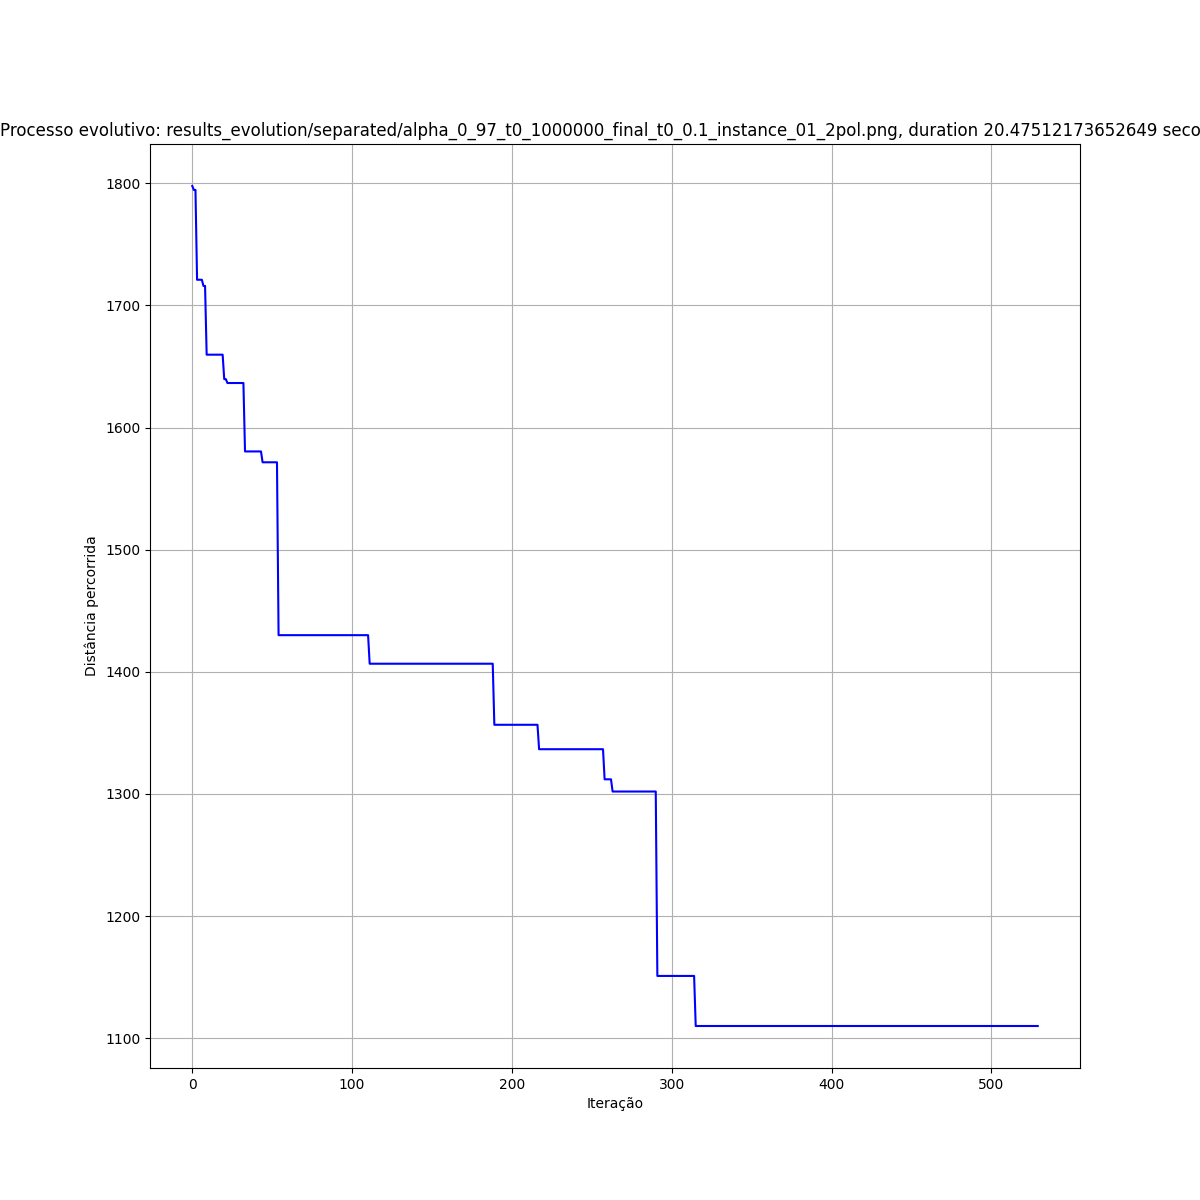 Processo evolutivo: results_evolution/separated/alpha_0_97_t0_1000000_final_t0_0.1_instance_01_2pol.png, duration 20.47512173652649 seco
1800
1700
1600
1500
1400
1300
1200
1100
Distância percorrida
0 100 200 300 400 500
Iteração